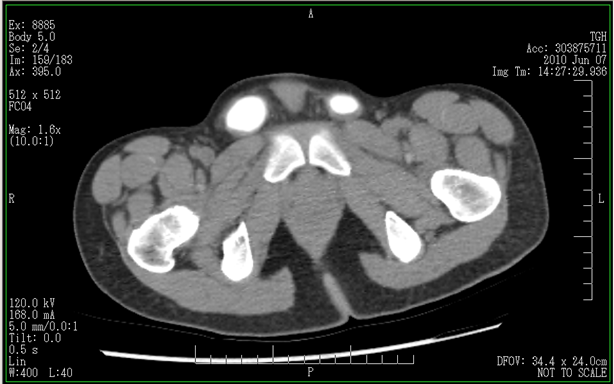 A
Ex: 8885
Body 5.0
Se: 2/4
Im: 159/183
Ax: 395.0
512 x 512
FC04
Mag: 1.6x
(10.0:1)
TGH
Acc: 303875711
2010 Jun 07
Img Tm: 14:27:29.936
R
L
120.0 kV
168.0 mA
5.0 mm/0.0:1
Tilt: 0.0
0.5 s
Lin
W:400 L:40
P
DFOV: 34.4 x 24.0cm
NOT TO SCALE